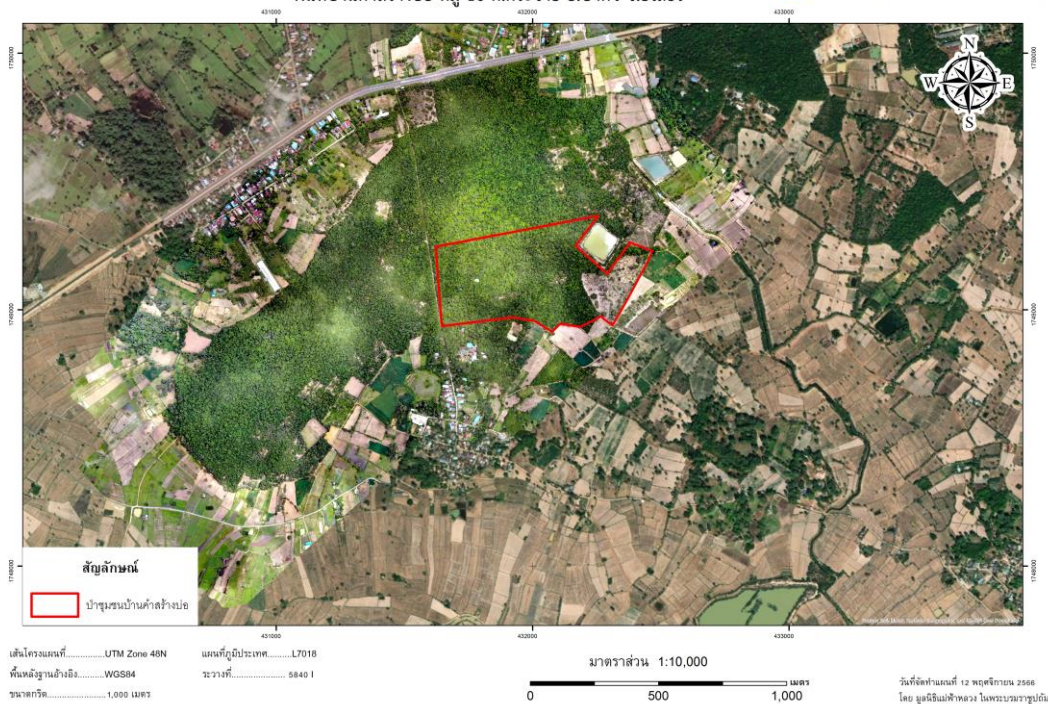 431000 432000 433000
1750000 1750000
N
W E
S
1749000 1749000
1748000 1748000
สัญลักษณ์
ป่าชุมชนบ้านคำสร้างบ่อ
431000 432000 433000
เส้นโครงแผนที่................UTM Zone 48N
แผนที่ภูมิประเทศ...........L7018
พื้นหลังฐานอ้างอิง..........WGS84
ระวางที่..................... 5840 I
ขนาดกริด.......................1,000 เมตร
มาตราส่วน 1:10,000
เมตร
0 500 1,000
วันที่จัดทำแผนที่ 12 พฤศจิกายน 2566
โดย มูลนิธิแม่ฟ้าหลวง ในพระบรมราชูปถัม